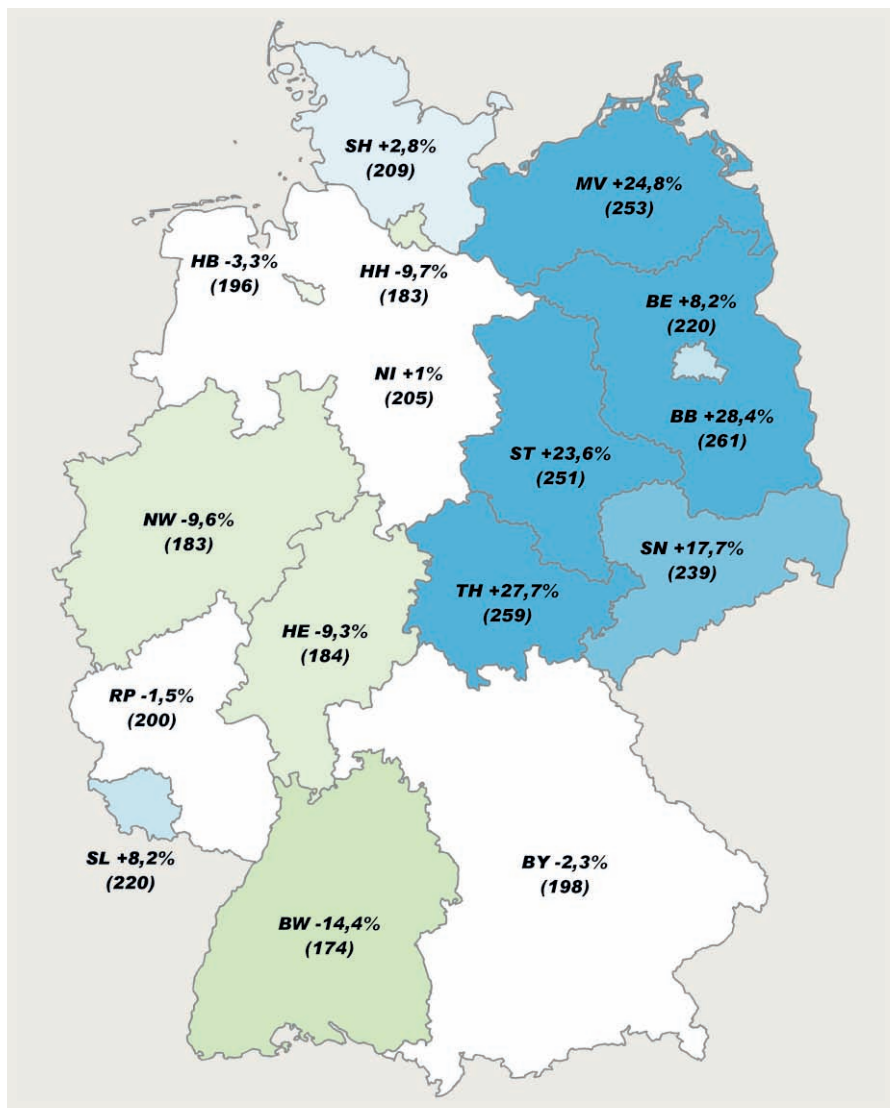 SH +2,8%
(209)
MV +24,8%
(253)
HB -3,3%
(196)
HH -9,7%
(183)
BE +8,2%
(220)
NI +1%
(205)
BB +28,4%
(261)
ST +23,6%
(251)
NW -9,6%
(183)
SN +17,7%
(239)
TH +27,7%
(259)
HE -9,3%
(184)
RP -1,5%
(200)
SL +8,2%
(220)
BY -2,3%
(198)
BW -14,4%
(174)